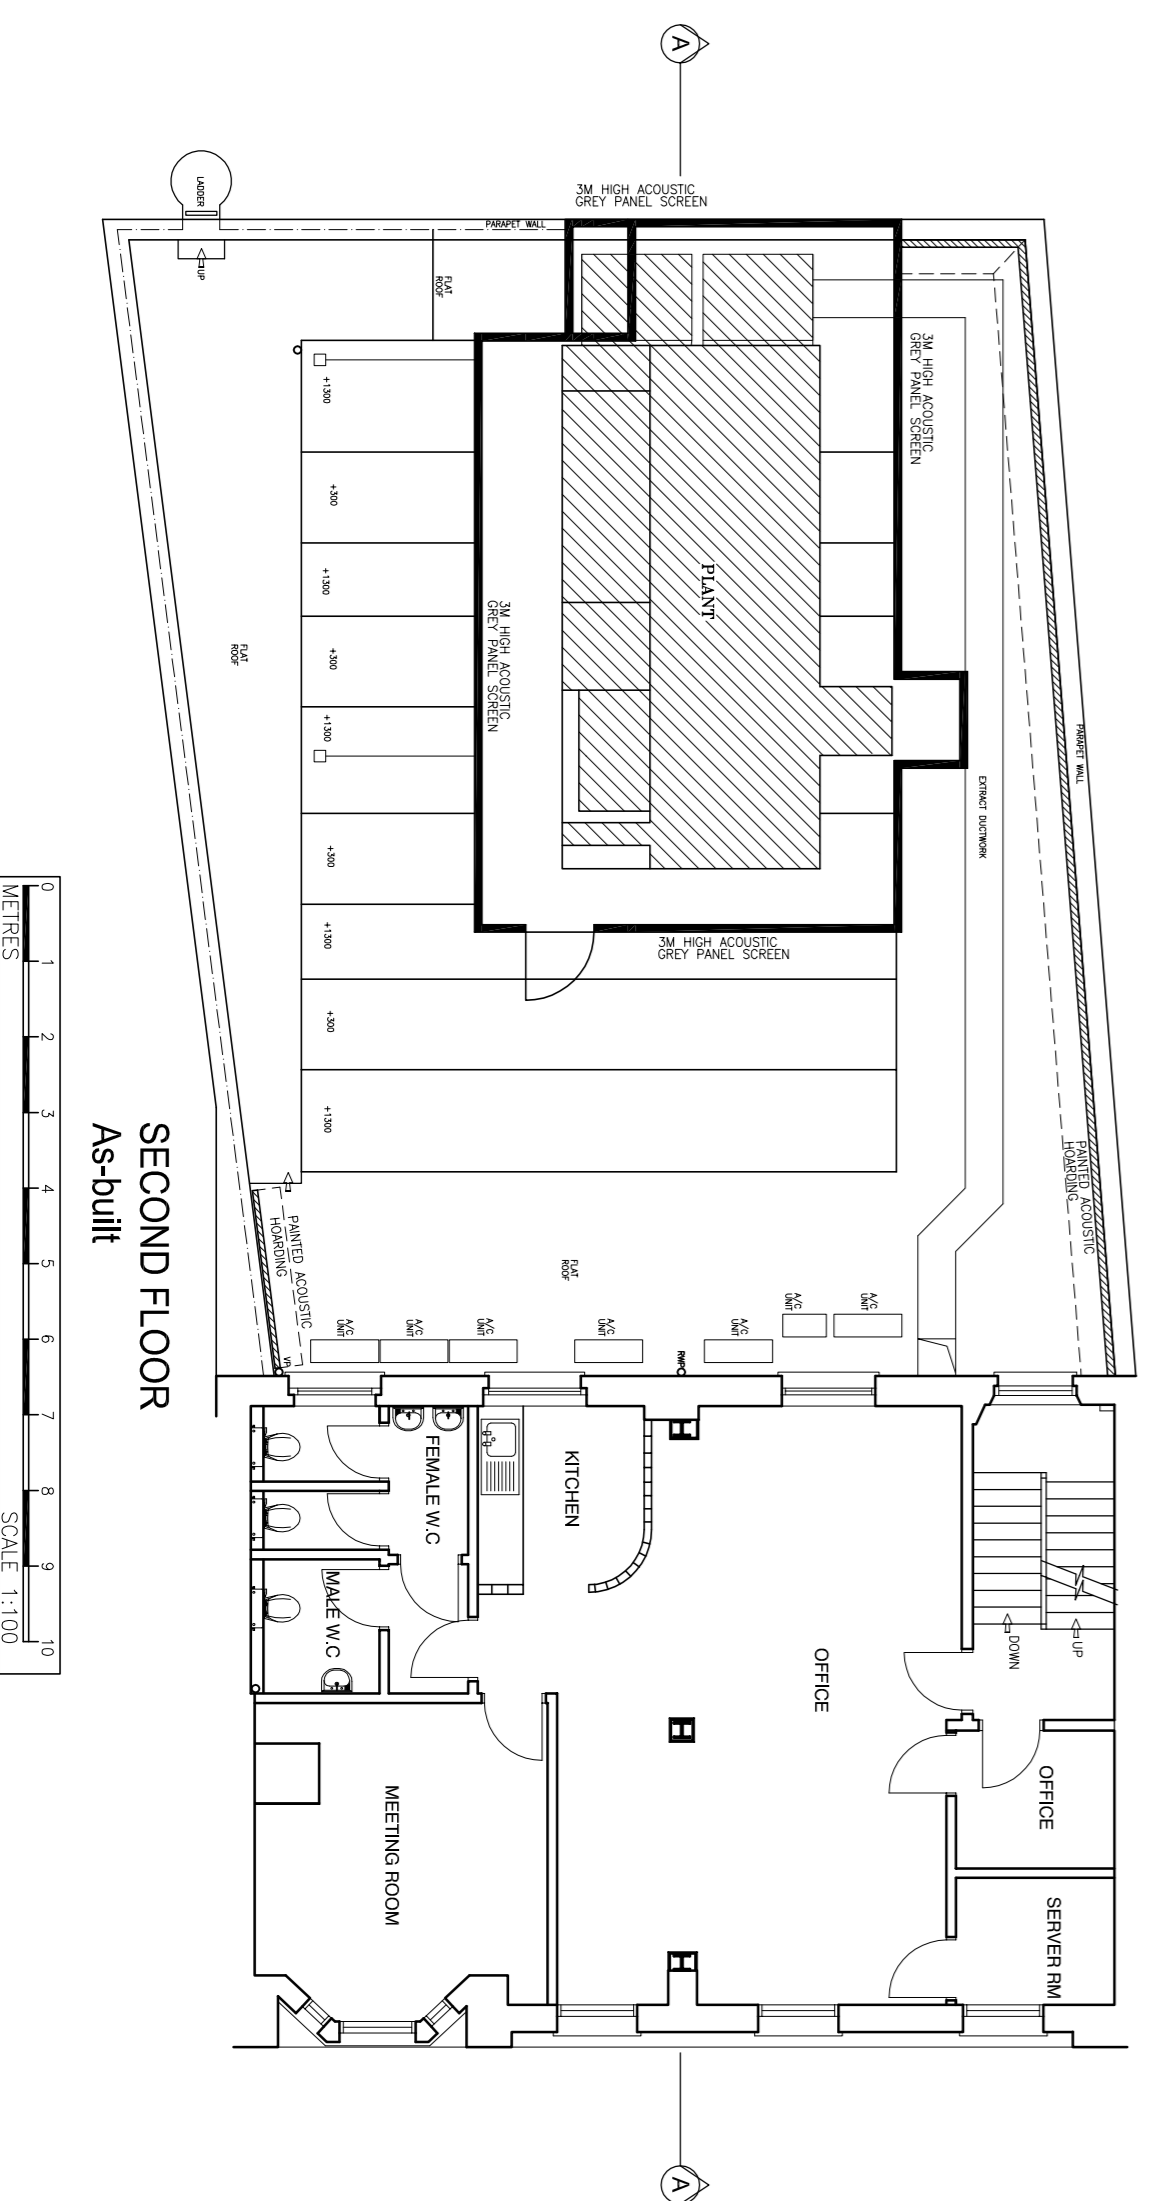 A
LADDER
UP
3M HIGH ACOUSTIC
GREY PANEL SCREEN
PARAPET WALL
FLAT
ROOF
3M HIGH ACOUSTIC
GREY PANEL SCREEN
+1300
+300
+1300
+300
+1300
+300
+1300
+300
+1300
FLAT
ROOF
3M HIGH ACOUSTIC
GREY PANEL SCREEN
PLANT
PARAPET WALL
EXTRACT DUCTWORK
3M HIGH ACOUSTIC
GREY PANEL SCREEN
PAINTED ACOUSTIC
HOARDING
PAINTED ACOUSTIC
HOARDING
FLAT
ROOF
A/C
UNIT
A/C
UNIT
A/C
UNIT
A/C
UNIT
A/C
UNIT
A/C
UNIT
A/C
UNIT
VP
RWP
FEMALE W.C
KITCHEN
MALE W.C
OFFICE
UP
DOWN
OFFICE
MEETING ROOM
SERVER RM
A
SECOND FLOOR
As-built
0 1 2 3 4 5 6 7 8 9 10
METRES SCALE 1:100